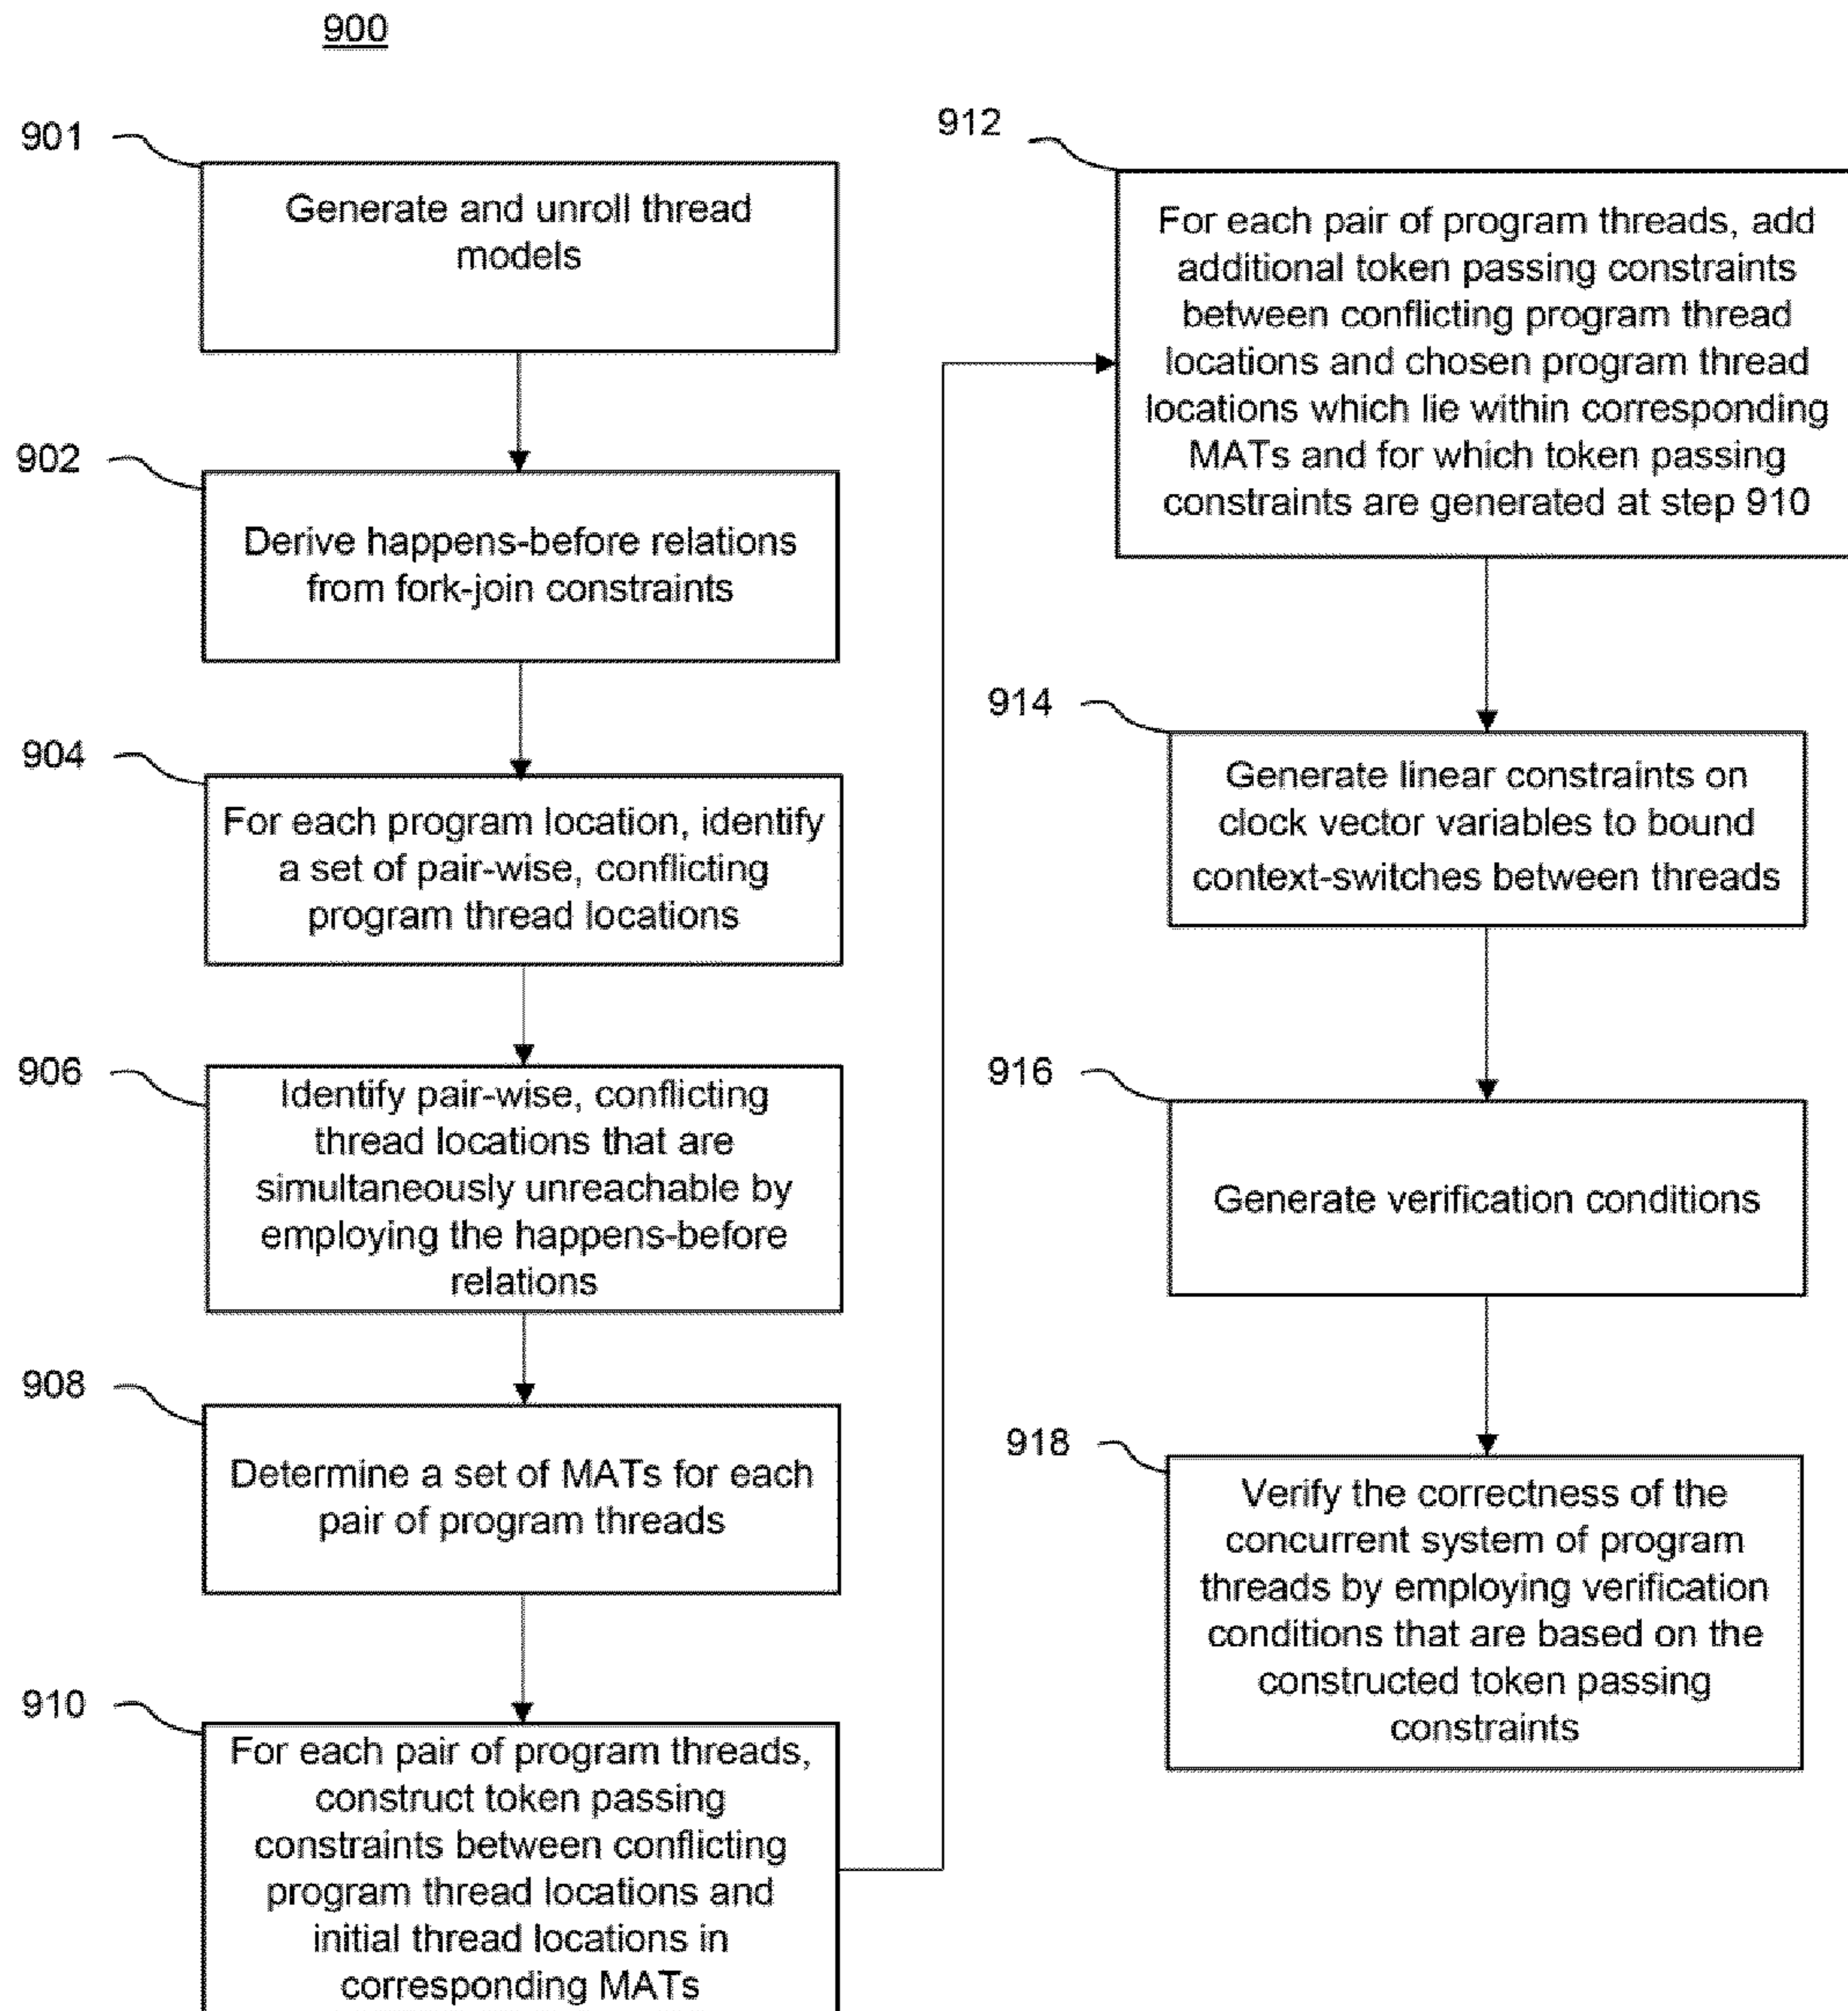 900
901
Generate and unroll thread
models
902
Derive happens-before relations
from fork-join constraints
904
For each program location, identify
a set of pair-wise, conflicting
program thread locations
906
Identify pair-wise, conflicting
thread locations that are
simultaneously unreachable by
employing the happens-before
relations
908
Determine a set of MATs for each
pair of program threads
910
For each pair of program threads,
construct token passing
constraints between conflicting
program thread locations and
initial thread locations in
corresponding MATs
912
For each pair of program threads, add
additional token passing constraints
between conflicting program thread
locations and chosen program thread
locations which lie within corresponding
MATs and for which token passing
constraints are generated at step 910
914
Generate linear constraints on
clock vector variables to bound
context-switches between threads
916
Generate verification conditions
918
Verify the correctness of the
concurrent system of program
threads by employing verification
conditions that are based on the
constructed token passing
constraints